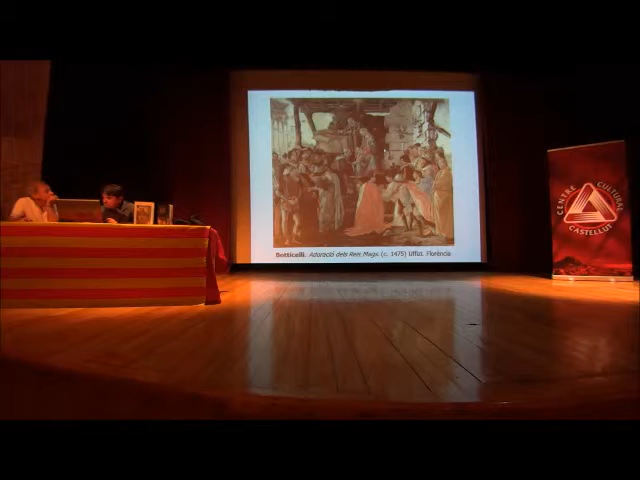 Botticelli. Adoració dels Reis Mags. (c. 1475) Uffizi. Florència
CENTRE CULTURAL
CASTELLUT